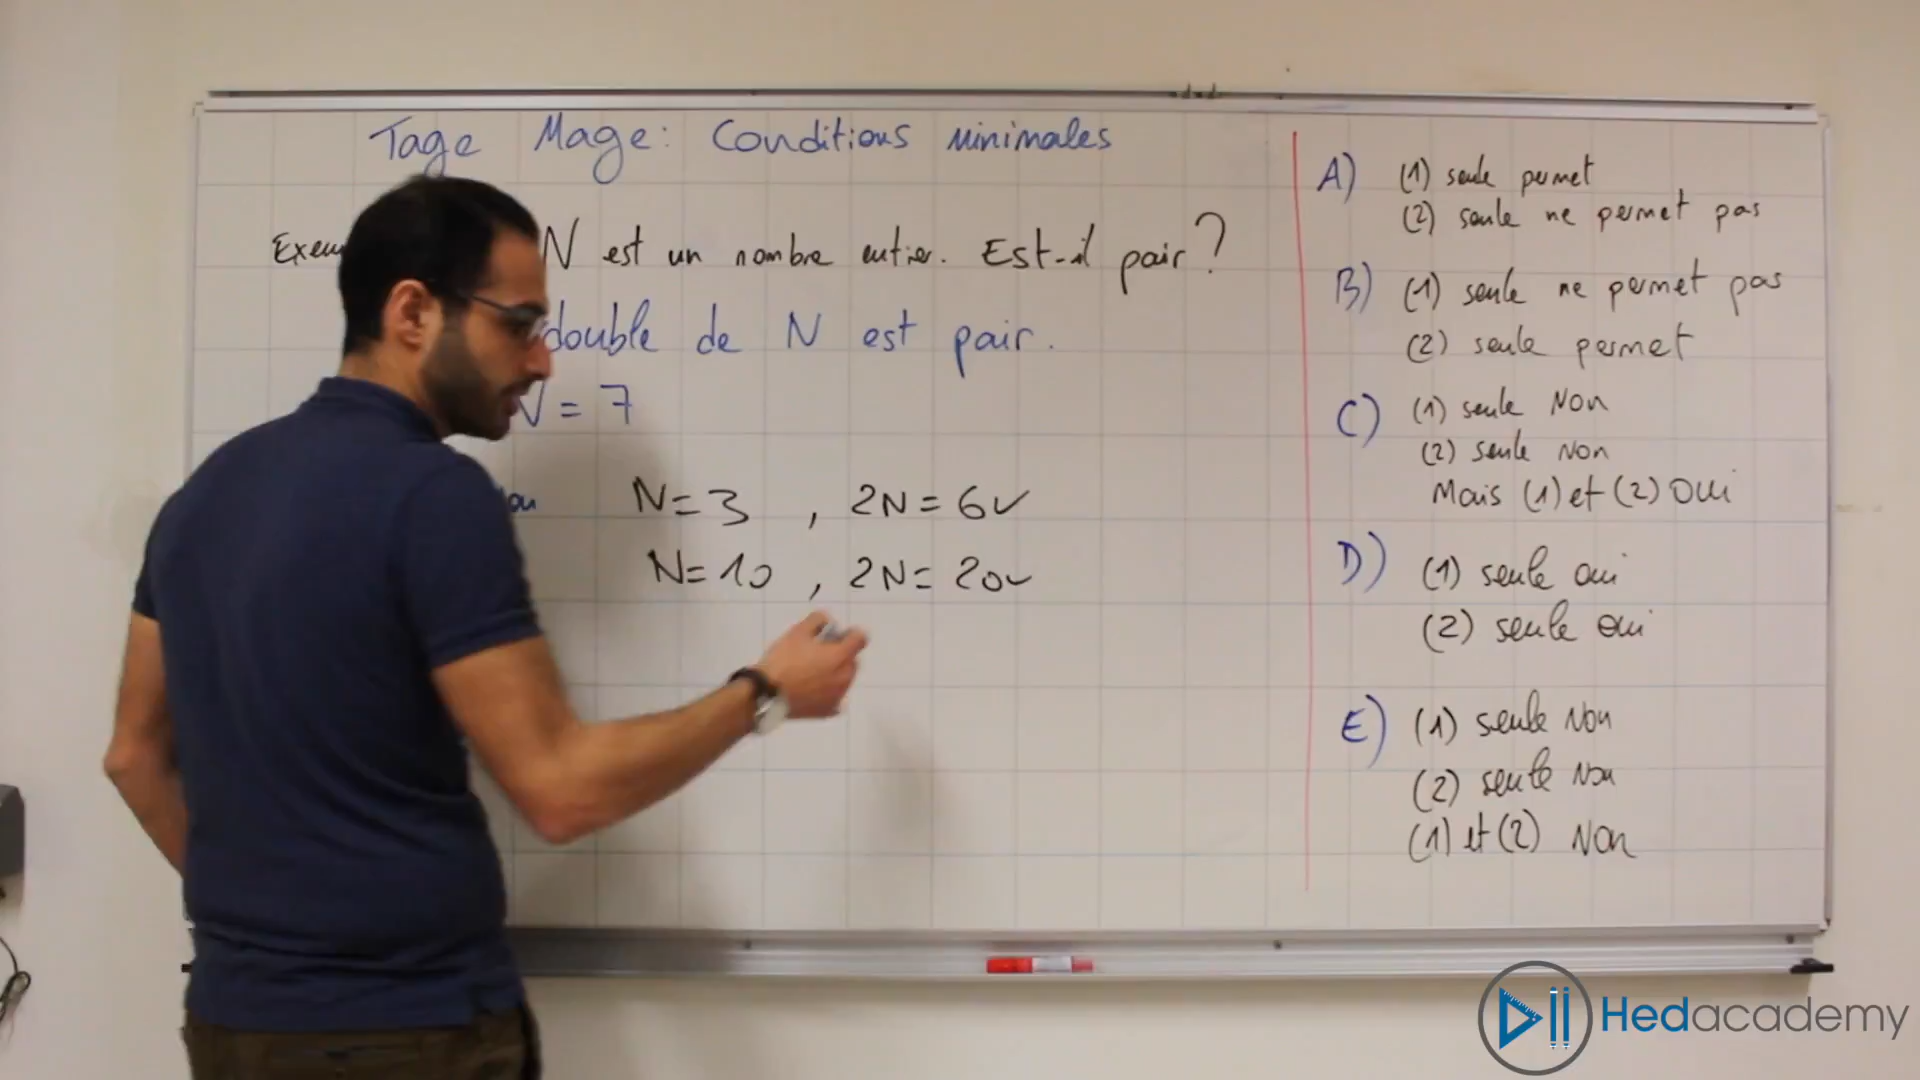 Tage Mage: Conditions minimales
N est un nombre entier. Est-il pair?
double de N est pair.
N = 7
N=3 , 2N=6✓
N=10 , 2N=20✓
A) (1) seule permet
(2) seule ne permet pas
B) (1) seule ne permet pas
(2) seule permet
C) (1) seule Non
(2) seule Non
Mais (1) et (2) Oui
D) (1) seule oui
(2) seule oui
E) (1) seule Non
(2) seule Non
(1) et (2) Non
Hedacademy